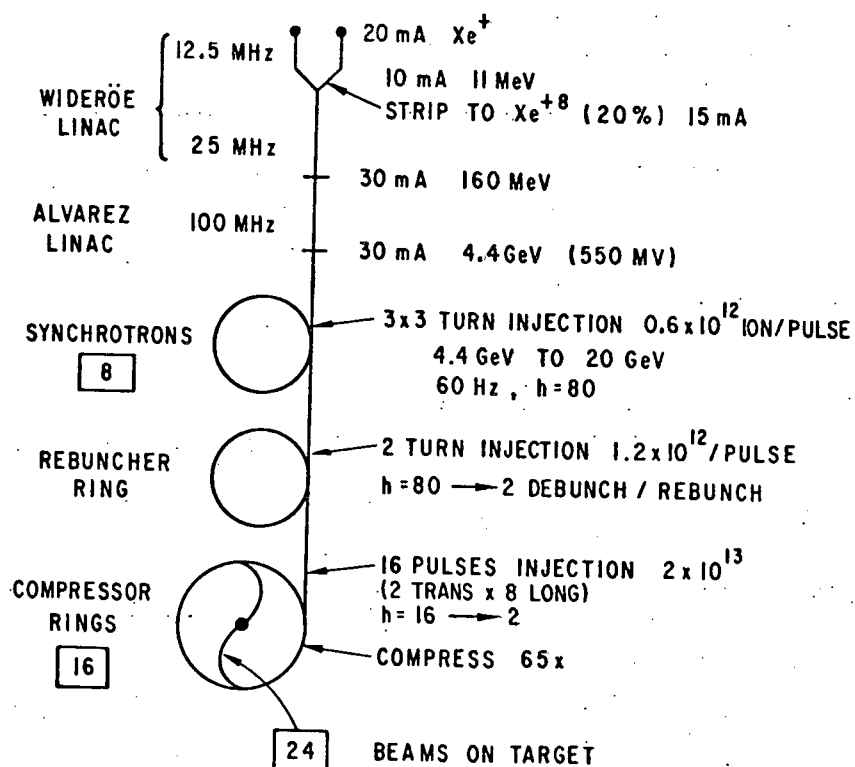 20 mA Xe+
12.5 MHz
10 mA 11 MeV
WIDERÖE
LINAC
STRIP TO Xe+8 (20%) 15 mA
25 MHz
30 mA 160 MeV
ALVAREZ
LINAC
100 MHz
30 mA 4.4 GeV (550 MV)
SYNCHROTRONS
8
3x3 TURN INJECTION 0.6x10^12 ION/PULSE
4.4 GeV TO 20 GeV
60 Hz, h=80
REBUNCHER
RING
2 TURN INJECTION 1.2x10^12/PULSE
h=80 → 2 DEBUNCH / REBUNCH
COMPRESSOR
RINGS
16
16 PULSES INJECTION 2x10^13
(2 TRANS x 8 LONG)
h=16 → 2
COMPRESS 65x
24
BEAMS ON TARGET